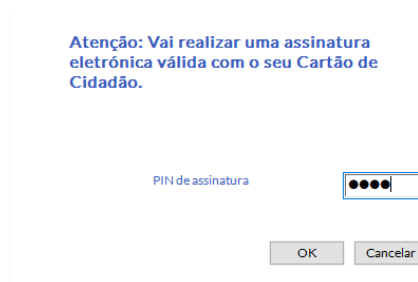 Atenção: Vai realizar uma assinatura
eletrónica válida com o seu Cartão de
Cidadão.
PIN de assinatura ●●●●
OK Cancelar